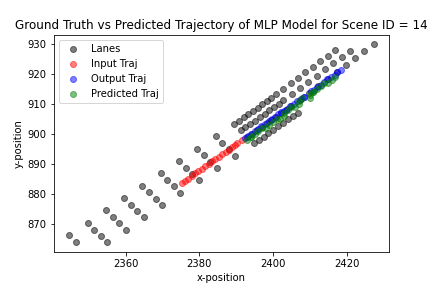 Ground Truth vs Predicted Trajectory of MLP Model for Scene ID = 14
930
920
910
900
890
880
870
y-position
Lanes
Input Traj
Output Traj
Predicted Traj
2360
2380
2400
2420
x-position